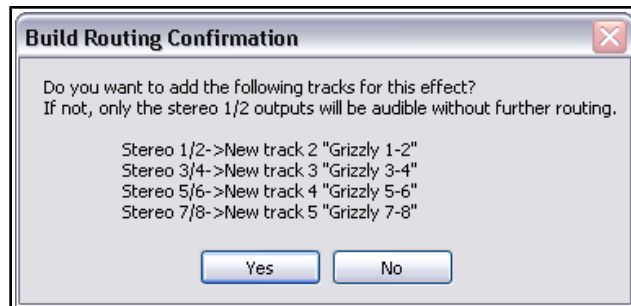 Build Routing Confirmation
Do you want to add the following tracks for this effect?
If not, only the stereo 1/2 outputs will be audible without further routing.
Stereo 1/2->New track 2 "Grizzly 1-2"
Stereo 3/4->New track 3 "Grizzly 3-4"
Stereo 5/6->New track 4 "Grizzly 5-6"
Stereo 7/8->New track 5 "Grizzly 7-8"
Yes No